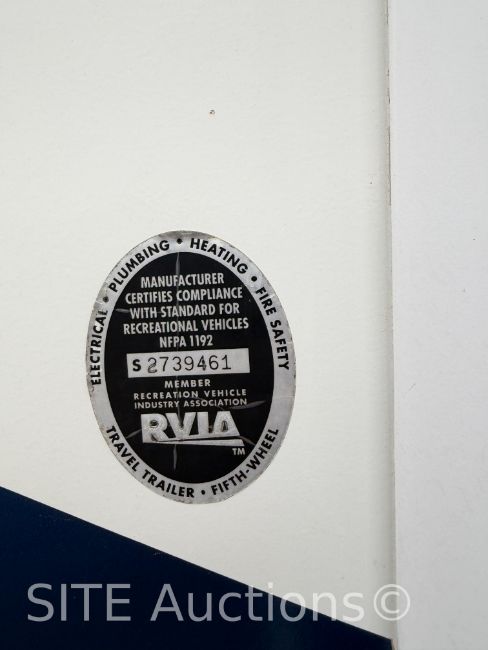 ELECTRICAL • PLUMBING • HEATING • FIRE SAFETY
MANUFACTURER
CERTIFIES COMPLIANCE
WITH STANDARD FOR
RECREATIONAL VEHICLES
NFPA 1192
S 2739461
MEMBER
RECREATION VEHICLE
INDUSTRY ASSOCIATION
RVIA
TM
TRAVEL TRAILER • FIFTH-WHEEL
SITE Auctions©